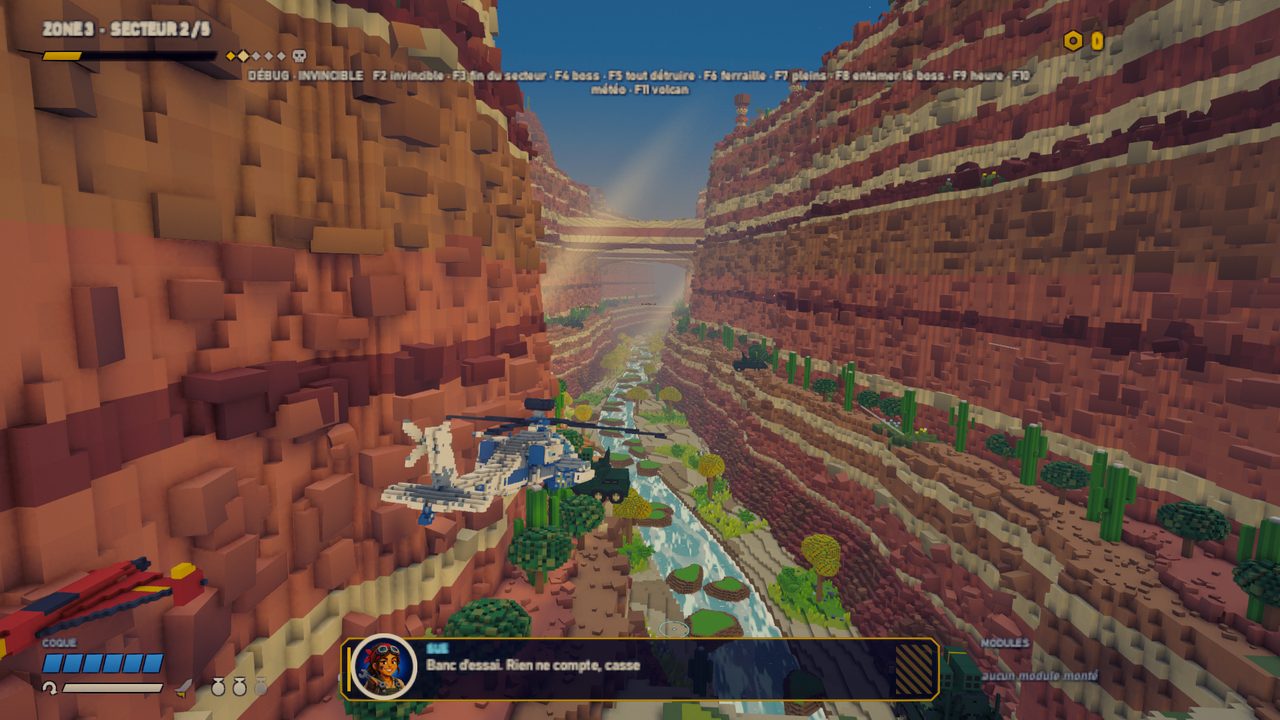 ZONE 3 - SECTEUR 2/5
0
DÉBUG · INVINCIBLE F2 invincible · F3 fin du secteur · F4 boss · F5 tout détruire · F6 ferraille · F7 pleins · F8 entamer le boss · F9 heure · F10
météo · F11 volcan
COQUE
SUE
Banc d'essai. Rien ne compte, casse
MODULES
aucun module monté